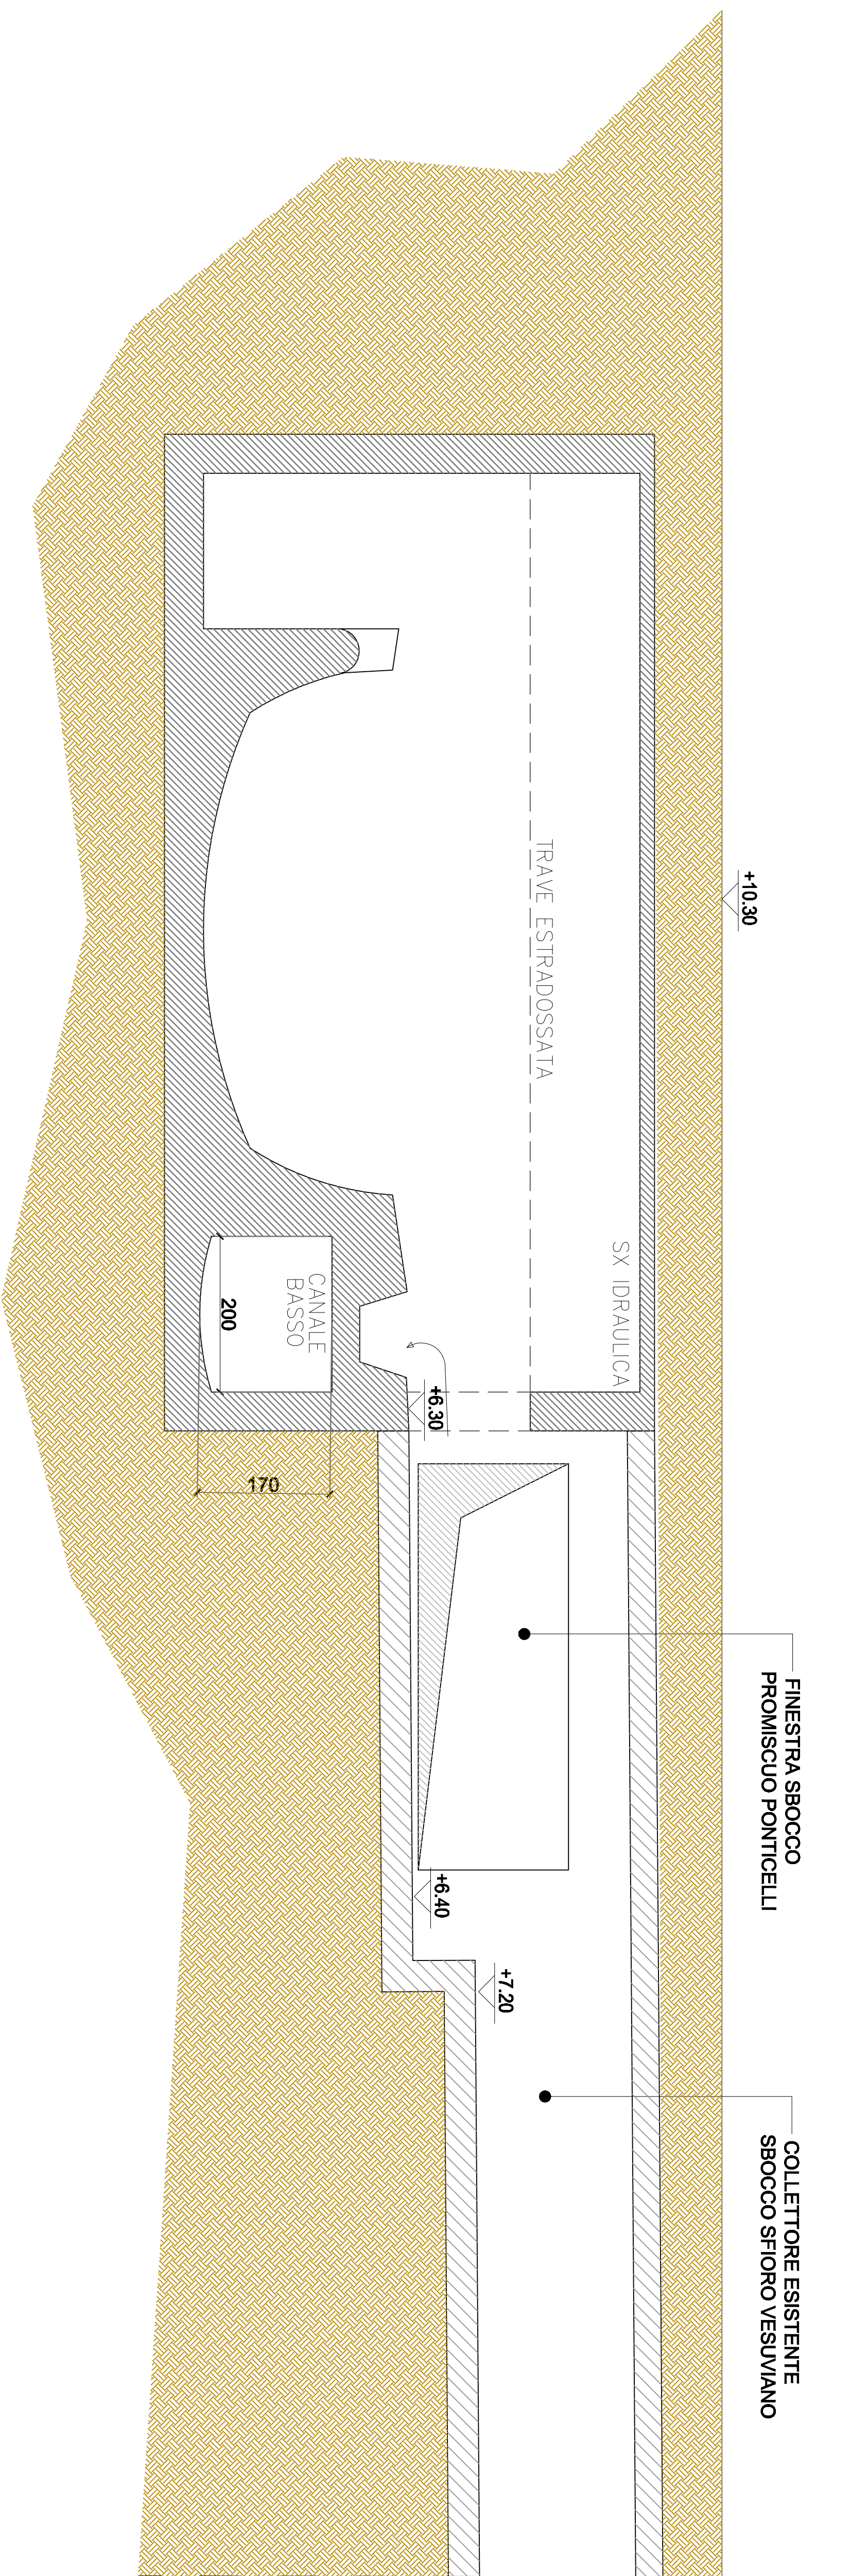 +10.30
FINESTRA SBOCCO
PROMISCUO PONTICELLI
COLLETTORE ESISTENTE
SBOCCO SFIORO VESUVIANO
SX IDRAULICA
TRAVE ESTRADOSSATA
+7.20
+6.30
+6.40
CANALE
BASSO
200
170